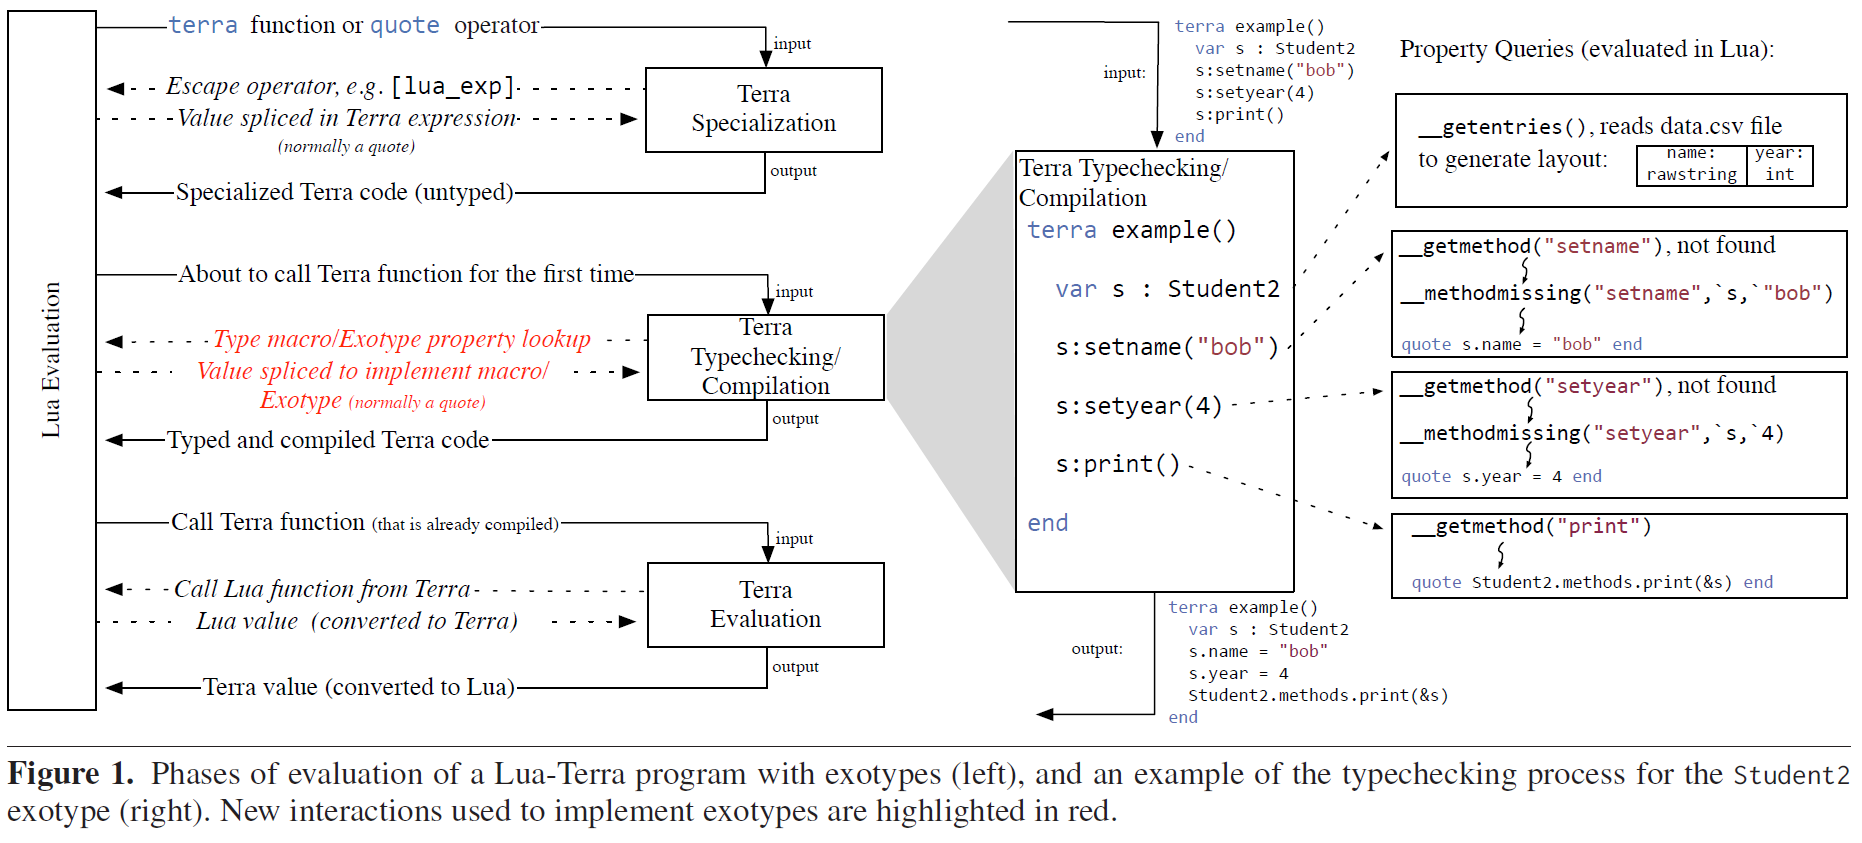 Lua Evaluation
terra function or quote operator
input
Escape operator, e.g. [lua_exp]
Value spliced in Terra expression
(normally a quote)
Terra
Specialization
output
Specialized Terra code (untyped)
About to call Terra function for the first time
input
Type macro/Exotype property lookup
Value spliced to implement macro/
Exotype (normally a quote)
Terra
Typechecking/
Compilation
output
Typed and compiled Terra code
Call Terra function (that is already compiled)
input
Call Lua function from Terra
Lua value (converted to Terra)
Terra
Evaluation
output
Terra value (converted to Lua)
input:
terra example()
var s : Student2
s:setname("bob")
s:setyear(4)
s:print()
end
Terra Typechecking/
Compilation
terra example()
var s : Student2
s:setname("bob")
s:setyear(4)
s:print()
end
output:
terra example()
var s : Student2
s.name = "bob"
s.year = 4
Student2.methods.print(&s)
end
Property Queries (evaluated in Lua):
__getentries(), reads data.csv file
to generate layout:
name:
rawstring
year:
int
__getmethod("setname"), not found
__methodmissing("setname",`s,`"bob")
quote s.name = "bob" end
__getmethod("setyear"), not found
__methodmissing("setyear",`s,`4)
quote s.year = 4 end
__getmethod("print")
quote Student2.methods.print(&s) end
Figure 1. Phases of evaluation of a Lua-Terra program with exotypes (left), and an example of the typechecking process for the Student2
exotype (right). New interactions used to implement exotypes are highlighted in red.